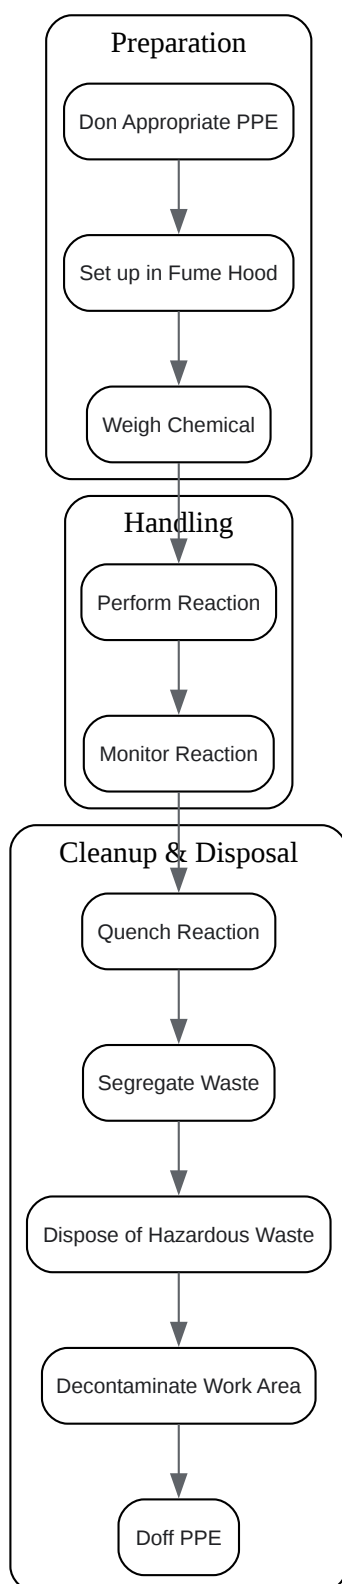 Preparation
Don Appropriate PPE
Set up in Fume Hood
Weigh Chemical
Handling
Perform Reaction
Monitor Reaction
Cleanup & Disposal
Quench Reaction
Segregate Waste
Dispose of Hazardous Waste
Decontaminate Work Area
Doff PPE